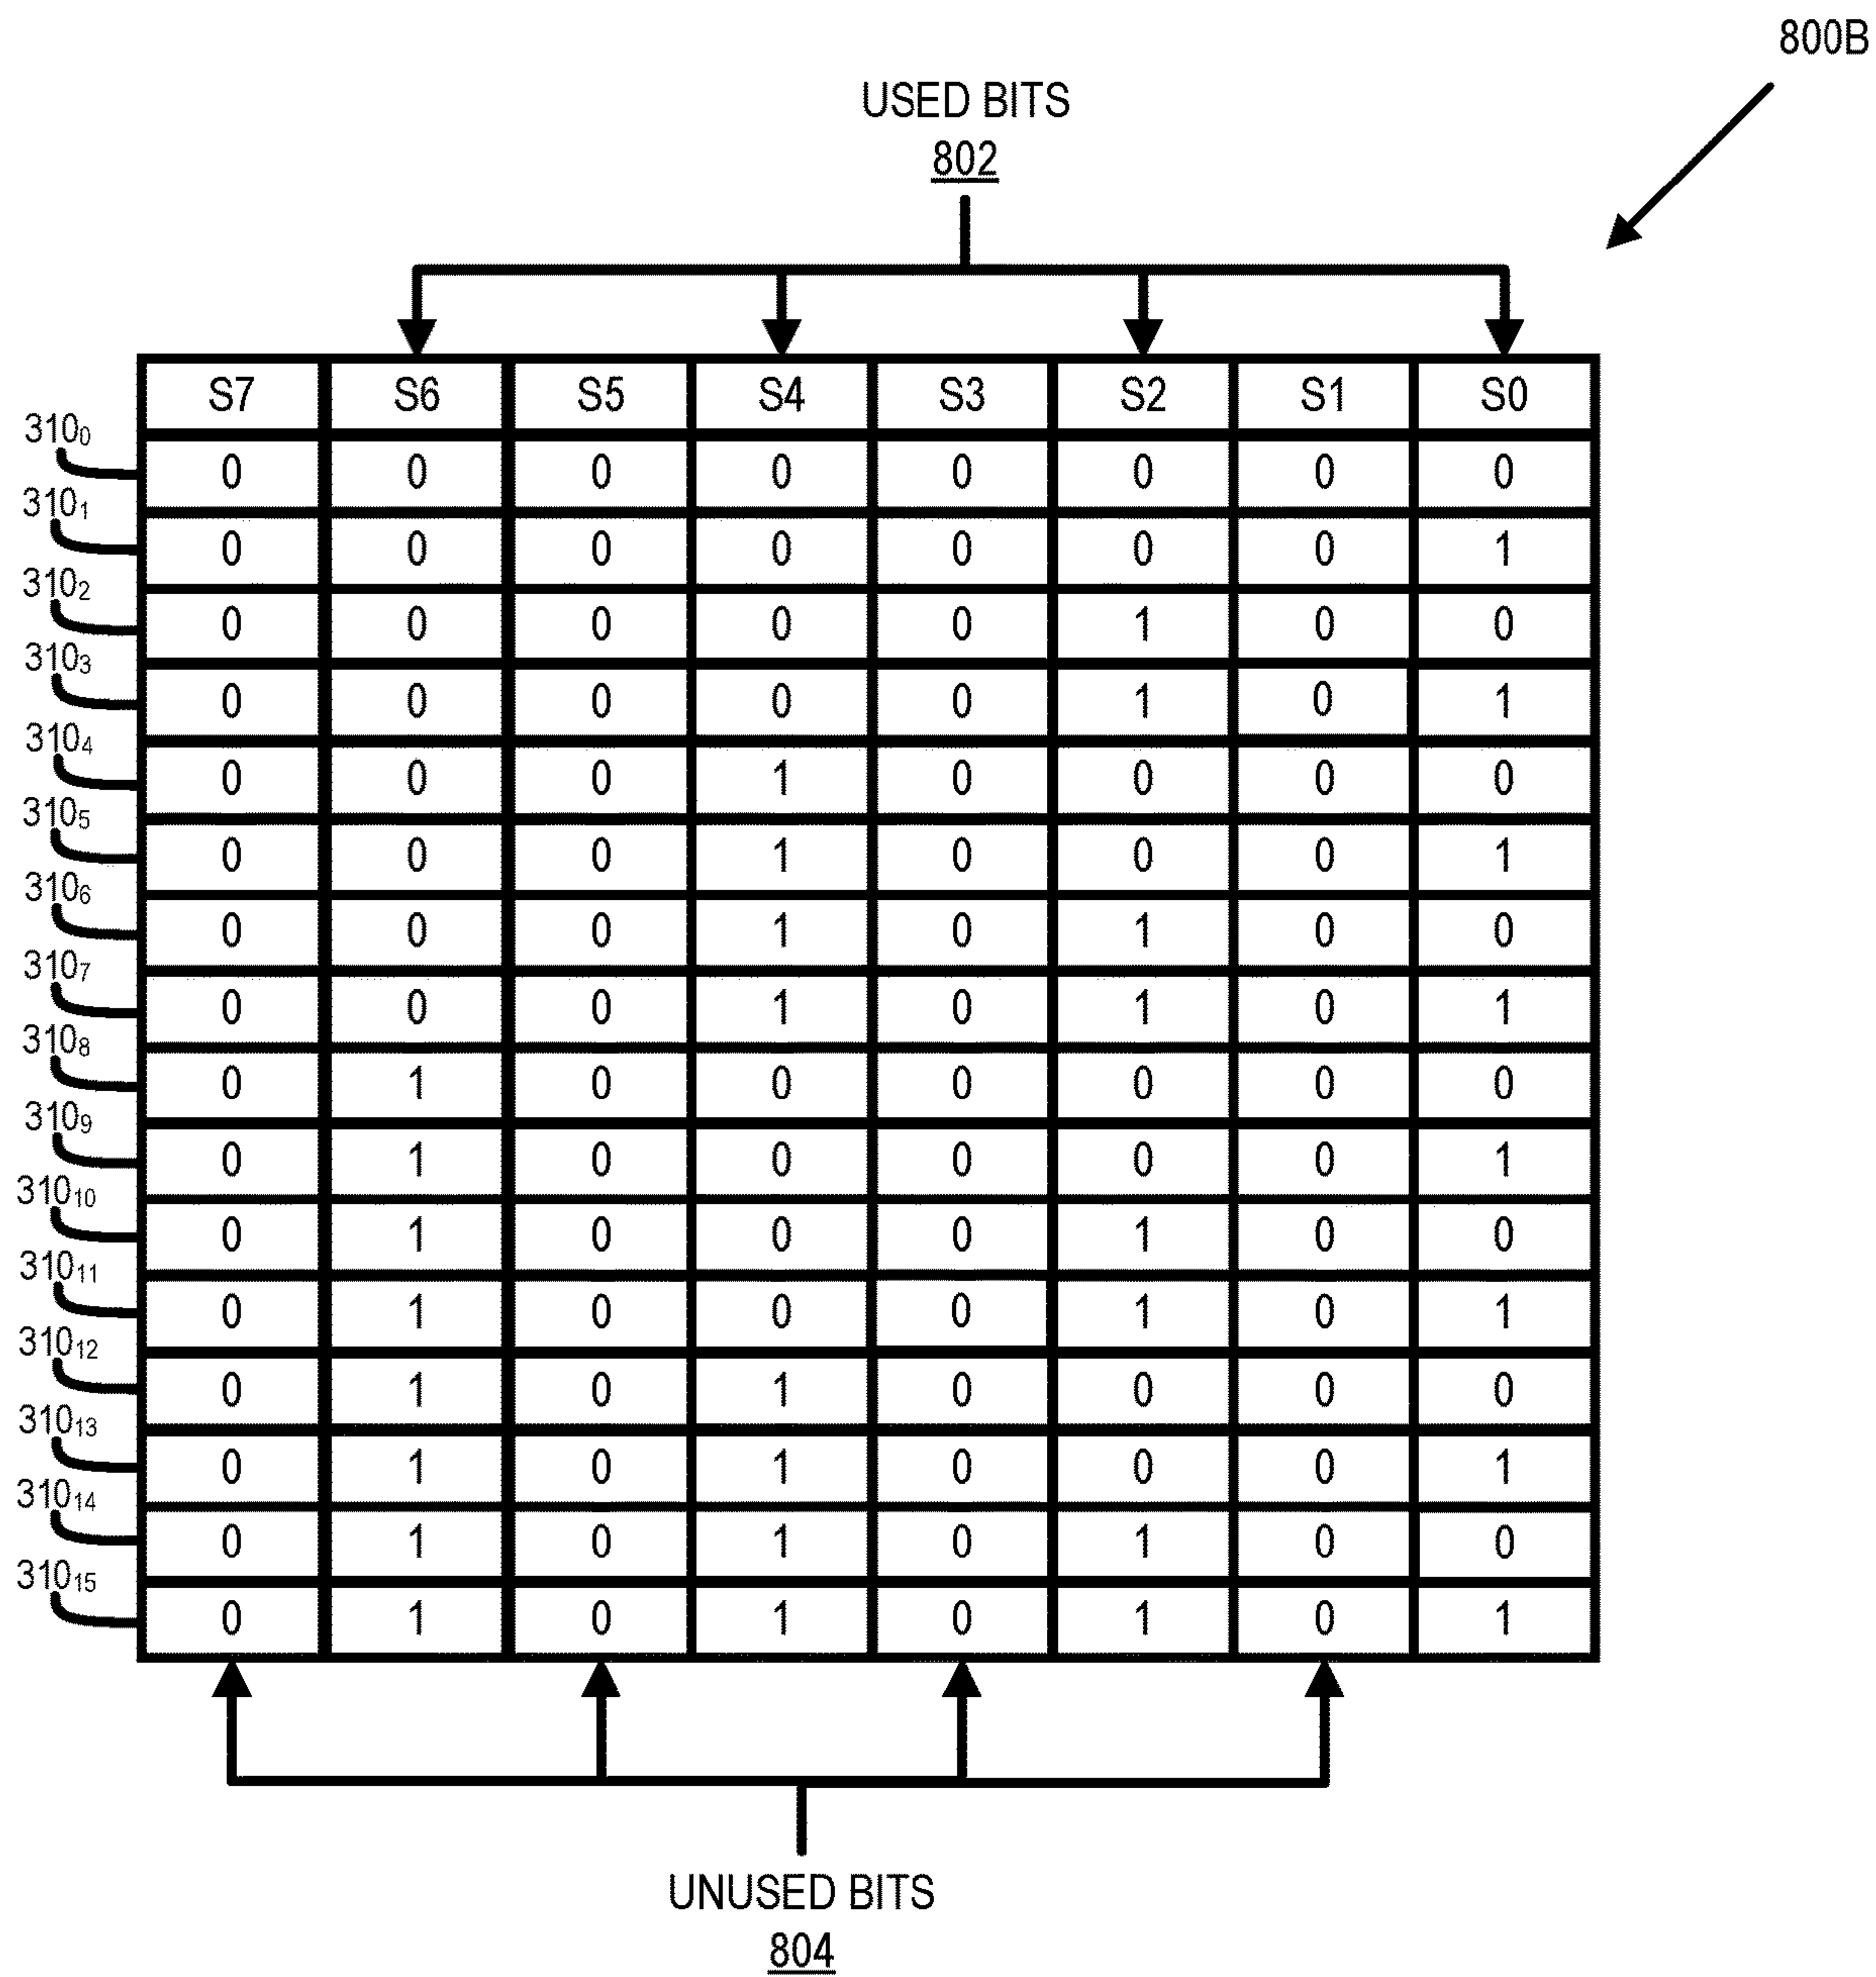 800B
USED BITS
802
S7 S6 S5 S4 S3 S2 S1 S0
310₀ 0 0 0 0 0 0 0 0
310₁ 0 0 0 0 0 0 0 1
310₂ 0 0 0 0 0 1 0 0
310₃ 0 0 0 0 0 1 0 1
310₄ 0 0 0 1 0 0 0 0
310₅ 0 0 0 1 0 0 0 1
310₆ 0 0 0 1 0 1 0 0
310₇ 0 0 0 1 0 1 0 1
310₈ 0 1 0 0 0 0 0 0
310₉ 0 1 0 0 0 0 0 1
310₁₀ 0 1 0 0 0 1 0 0
310₁₁ 0 1 0 0 0 1 0 1
310₁₂ 0 1 0 1 0 0 0 0
310₁₃ 0 1 0 1 0 0 0 1
310₁₄ 0 1 0 1 0 1 0 0
310₁₅ 0 1 0 1 0 1 0 1
UNUSED BITS
804